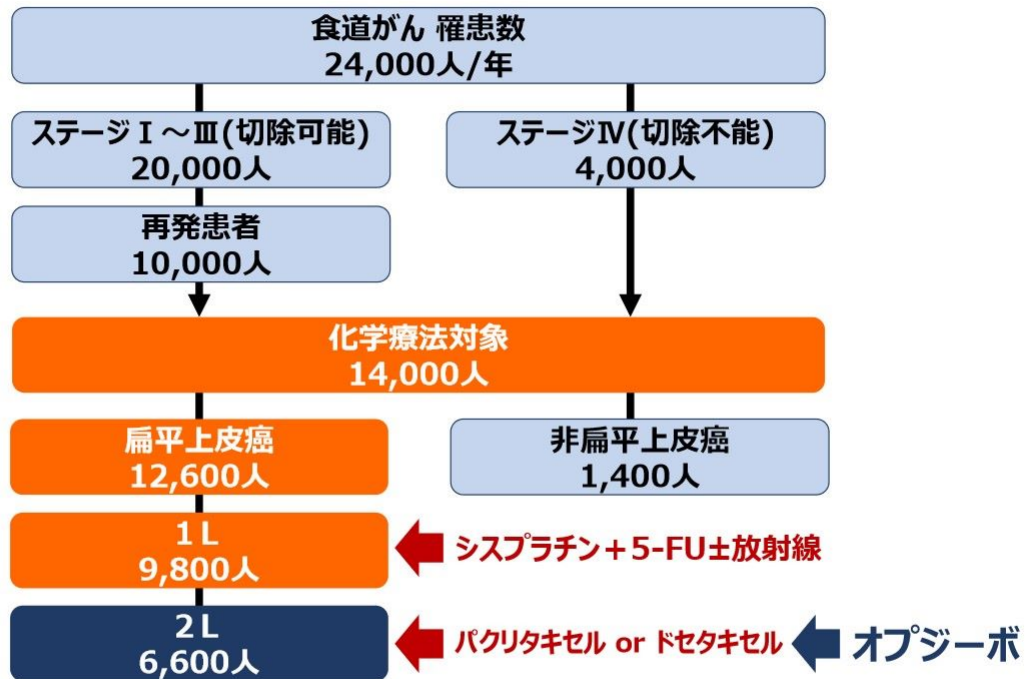 食道がん 罹患数
24,000人/年
ステージⅠ～Ⅲ(切除可能)
20,000人
ステージⅣ(切除不能)
4,000人
再発患者
10,000人
化学療法対象
14,000人
扁平上皮癌
12,600人
非扁平上皮癌
1,400人
1L
9,800人
シスプラチン＋5-FU±放射線
2L
6,600人
パクリタキセル or ドセタキセル
オプジーボ